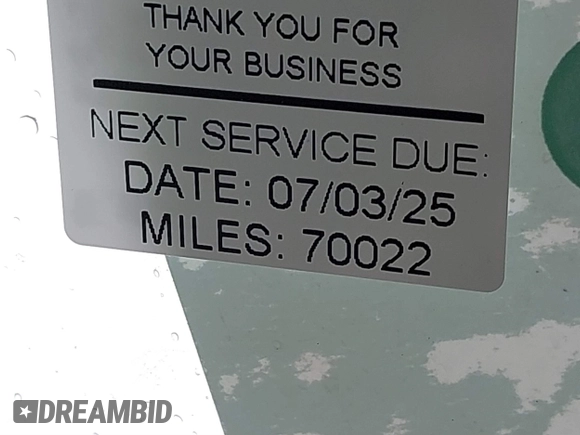 THANK YOU FOR
YOUR BUSINESS
NEXT SERVICE DUE:
DATE: 07/03/25
MILES: 70022
DREAMBID